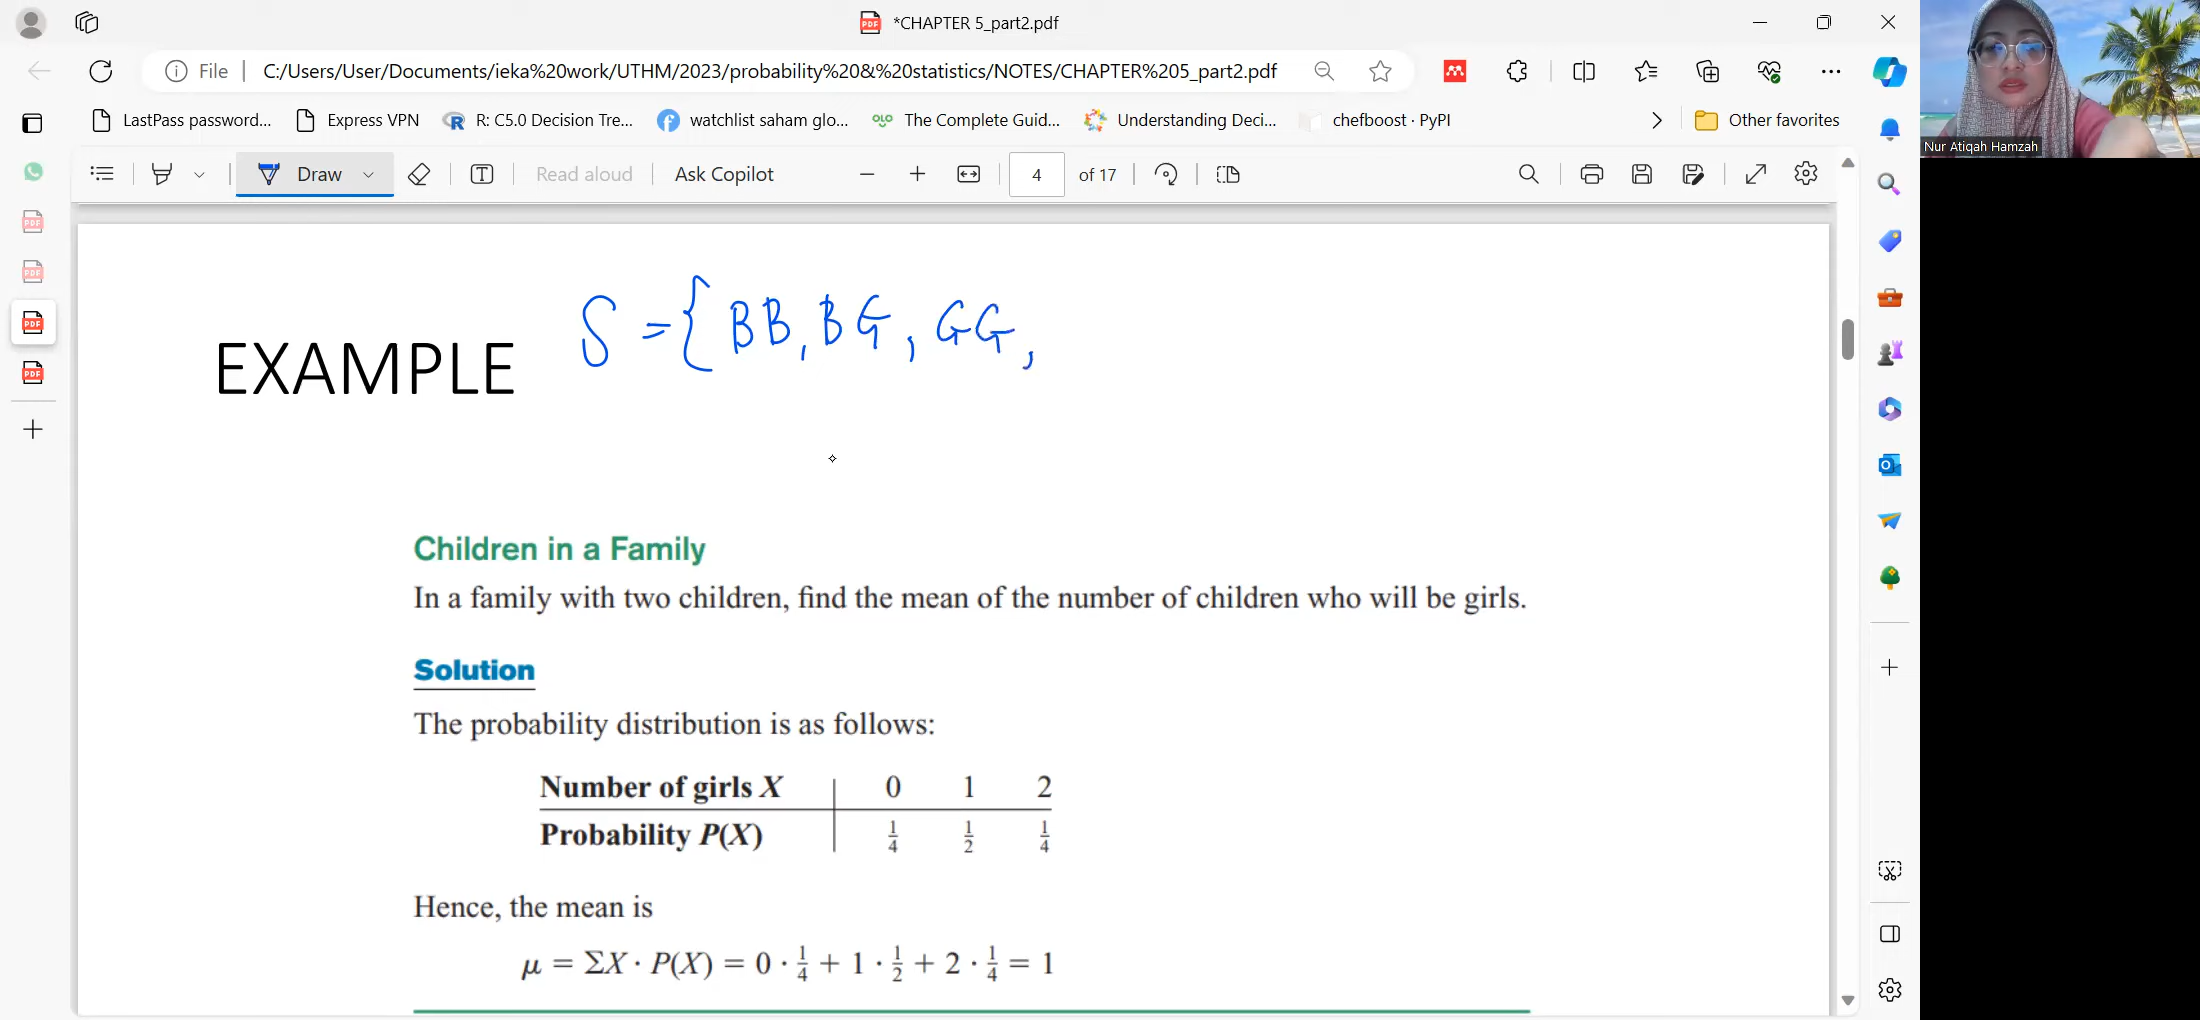 *CHAPTER 5_part2.pdf
File | C:/Users/User/Documents/ieka%20work/UTHM/2023/probability%20&%20statistics/NOTES/CHAPTER%205_part2.pdf
LastPass password... Express VPN R: C5.0 Decision Tre... watchlist saham glo... The Complete Guid... Understanding Deci... chefboost · PyPI Other favorites
Draw Read aloud Ask Copilot 4 of 17
Nur Atiqah Hamzah
S = { BB, BG, GG,
EXAMPLE
Children in a Family
In a family with two children, find the mean of the number of children who will be girls.
Solution
The probability distribution is as follows:
Number of girls X 0 1 2
Probability P(X) 1/4 1/2 1/4
Hence, the mean is
μ = ΣX · P(X) = 0 · 1/4 + 1 · 1/2 + 2 · 1/4 = 1